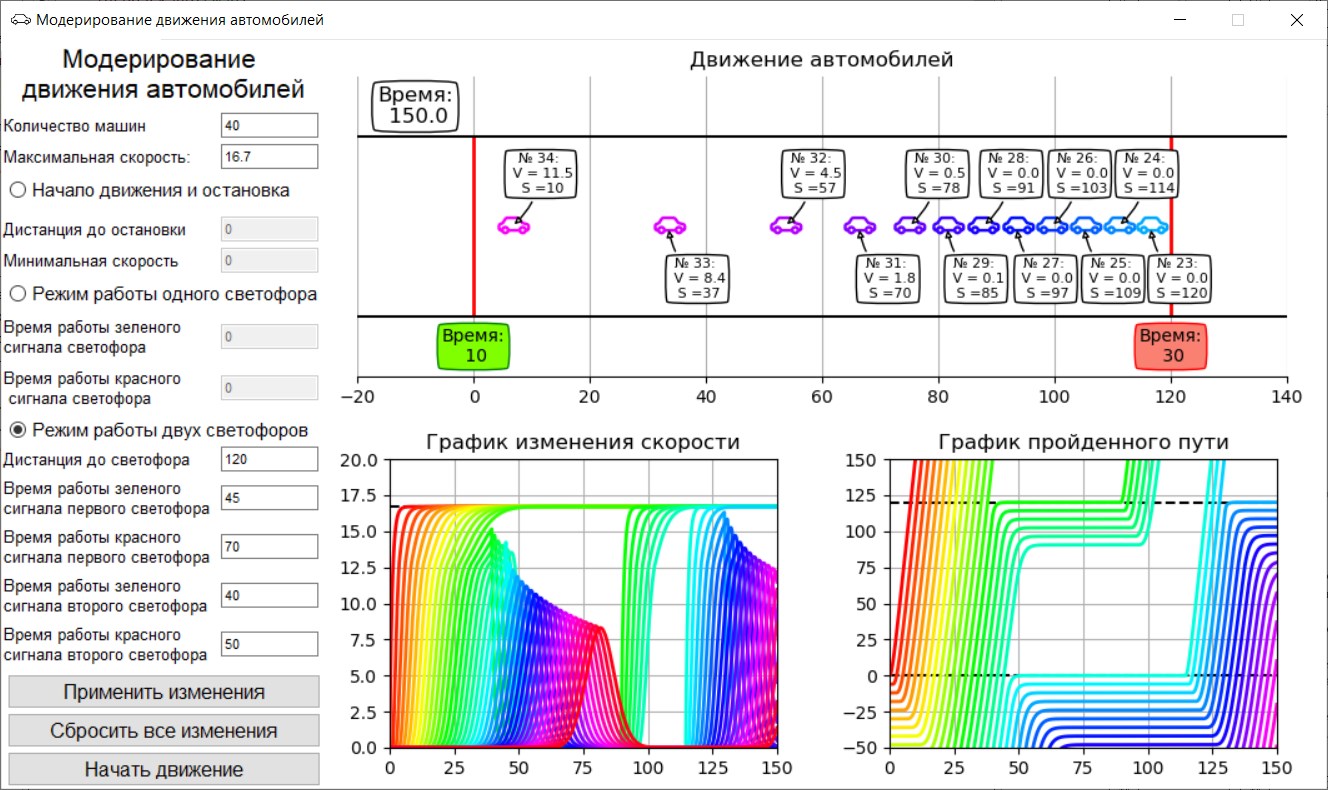 Модерирование движения автомобилей
Модерирование
движения автомобилей
Количество машин
40
Максимальная скорость:
16.7
Начало движения и остановка
Дистанция до остановки
0
Минимальная скорость
0
Режим работы одного светофора
Время работы зеленого
сигнала светофора
0
Время работы красного
сигнала светофора
0
Режим работы двух светофоров
Дистанция до светофора
120
Время работы зеленого
сигнала первого светофора
45
Время работы красного
сигнала первого светофора
70
Время работы зеленого
сигнала второго светофора
40
Время работы красного
сигнала второго светофора
50
Применить изменения
Сбросить все изменения
Начать движение
Движение автомобилей
Время:
150.0
№ 34:
V = 11.5
S =10
№ 32:
V = 4.5
S =57
№ 30:
V = 0.5
S =78
№ 28:
V = 0.0
S =91
№ 26:
V = 0.0
S =103
№ 24:
V = 0.0
S =114
№ 33:
V = 8.4
S =37
№ 31:
V = 1.8
S =70
№ 29:
V = 0.1
S =85
№ 27:
V = 0.0
S =97
№ 25:
V = 0.0
S =109
№ 23:
V = 0.0
S =120
Время:
10
Время:
30
−20 0 20 40 60 80 100 120 140
График изменения скорости
20.0
17.5
15.0
12.5
10.0
7.5
5.0
2.5
0.0
0 25 50 75 100 125 150
График пройденного пути
150
125
100
75
50
25
0
−25
−50
0 25 50 75 100 125 150